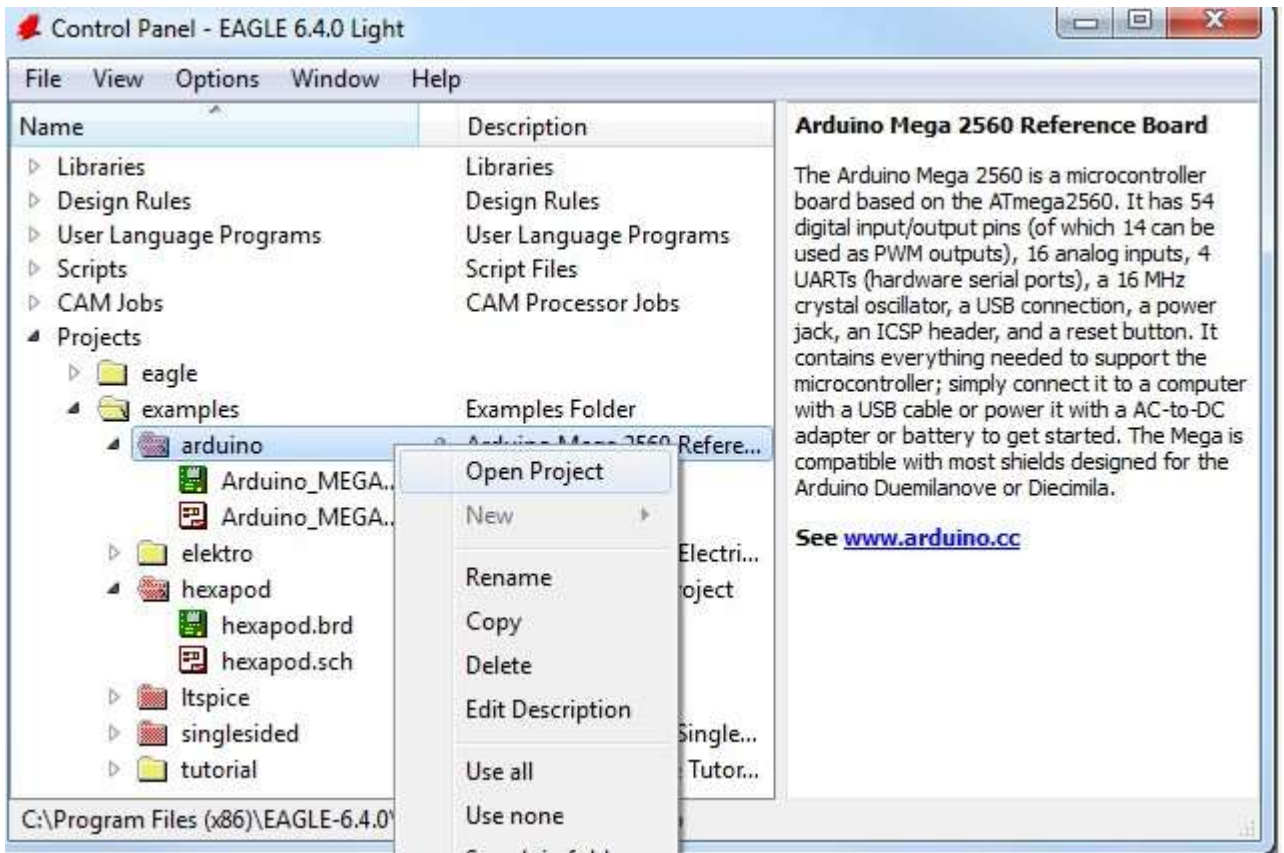 Control Panel - EAGLE 6.4.0 Light
File View Options Window Help
Name Description
Libraries Libraries
Design Rules Design Rules
User Language Programs User Language Programs
Scripts Script Files
CAM Jobs CAM Processor Jobs
Projects
eagle
examples Examples Folder
arduino Arduino Mega 2560 Refere...
Arduino_MEGA..
Arduino_MEGA..
elektro Electri...
hexapod oject
hexapod.brd
hexapod.sch
ltspice
singlesided Single...
tutorial Tutor...
C:\Program Files (x86)\EAGLE-6.4.0\
Open Project
New
Rename
Copy
Delete
Edit Description
Use all
Use none
Arduino Mega 2560 Reference Board
The Arduino Mega 2560 is a microcontroller
board based on the ATmega2560. It has 54
digital input/output pins (of which 14 can be
used as PWM outputs), 16 analog inputs, 4
UARTs (hardware serial ports), a 16 MHz
crystal oscillator, a USB connection, a power
jack, an ICSP header, and a reset button. It
contains everything needed to support the
microcontroller; simply connect it to a computer
with a USB cable or power it with a AC-to-DC
adapter or battery to get started. The Mega is
compatible with most shields designed for the
Arduino Duemilanove or Diecimila.
See www.arduino.cc